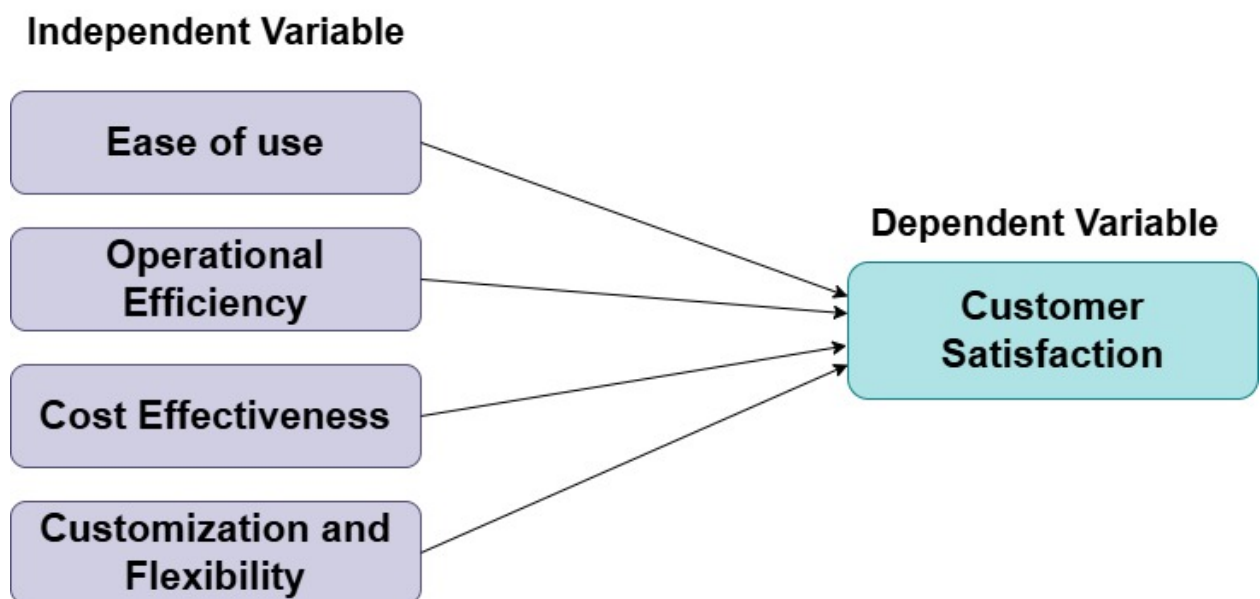 Independent Variable
Ease of use
Operational
Efficiency
Cost Effectiveness
Customization and
Flexibility
Dependent Variable
Customer
Satisfaction